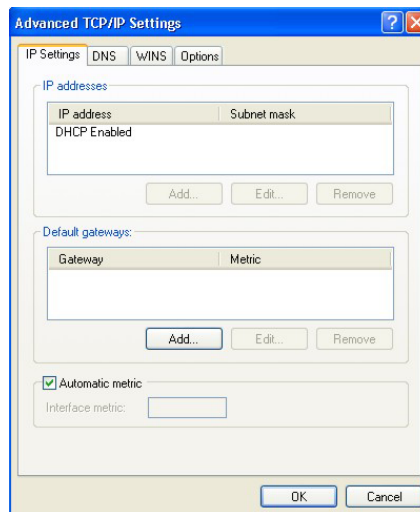 Advanced TCP/IP Settings
IP Settings DNS WINS Options
IP addresses
IP address Subnet mask
DHCP Enabled
Add... Edit... Remove
Default gateways:
Gateway Metric
Add... Edit... Remove
Automatic metric
Interface metric:
OK Cancel